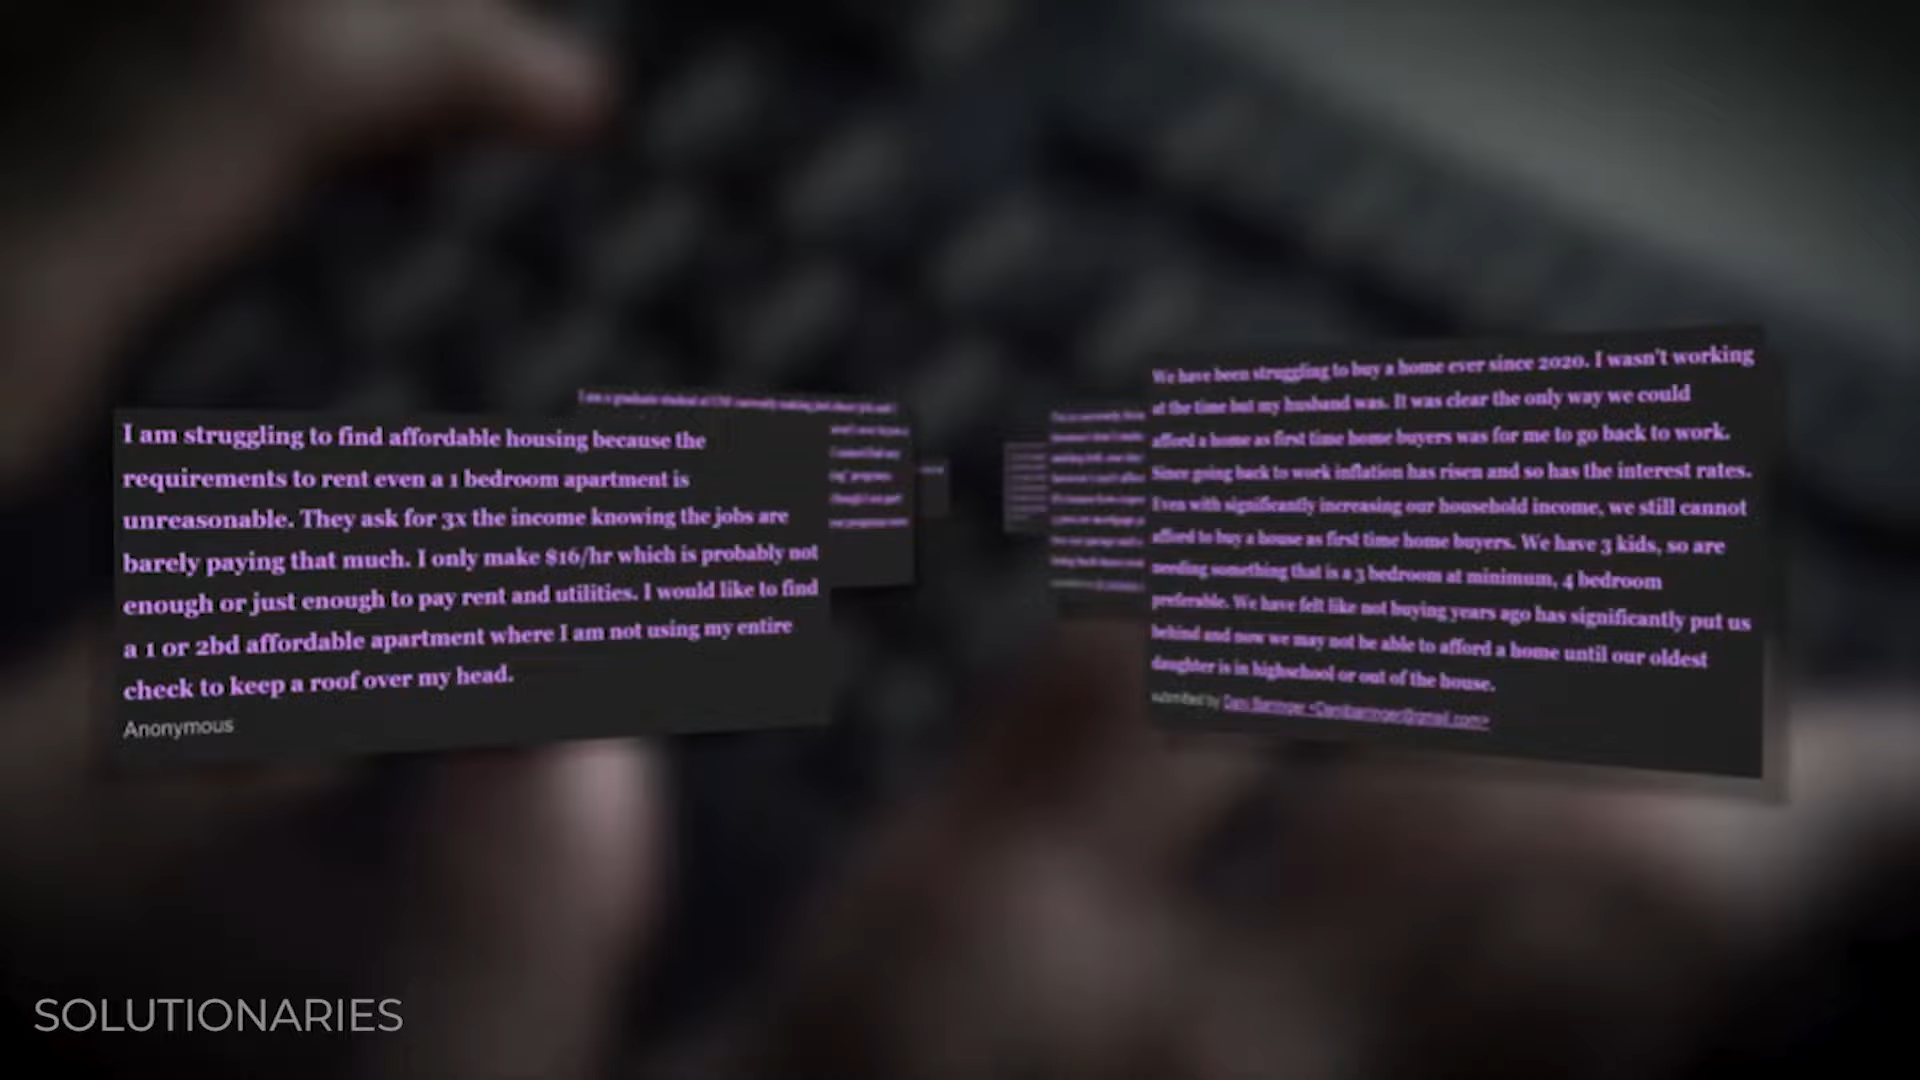 I am struggling to find affordable housing because the
requirements to rent even a 1 bedroom apartment is
unreasonable. They ask for 3x the income knowing the jobs are
barely paying that much. I only make $16/hr which is probably not
enough or just enough to pay rent and utilities. I would like to find
a 1 or 2bd affordable apartment where I am not using my entire
check to keep a roof over my head.
Anonymous
I am a graduate student at
We have been struggling to buy a home ever since 2020. I wasn't working
at the time but my husband was. It was clear the only way we could
afford a home as first time home buyers was for me to go back to work.
Since going back to work inflation has risen and so has the interest rates.
Even with significantly increasing our household income, we still cannot
afford to buy a house as first time home buyers. We have 3 kids, so are
needing something that is a 3 bedroom at minimum, 4 bedroom
preferable. We have felt like not buying years ago has significantly put us
behind and now we may not be able to afford a home until our oldest
daughter is in highschool or out of the house.
submitted by
SOLUTIONARIES